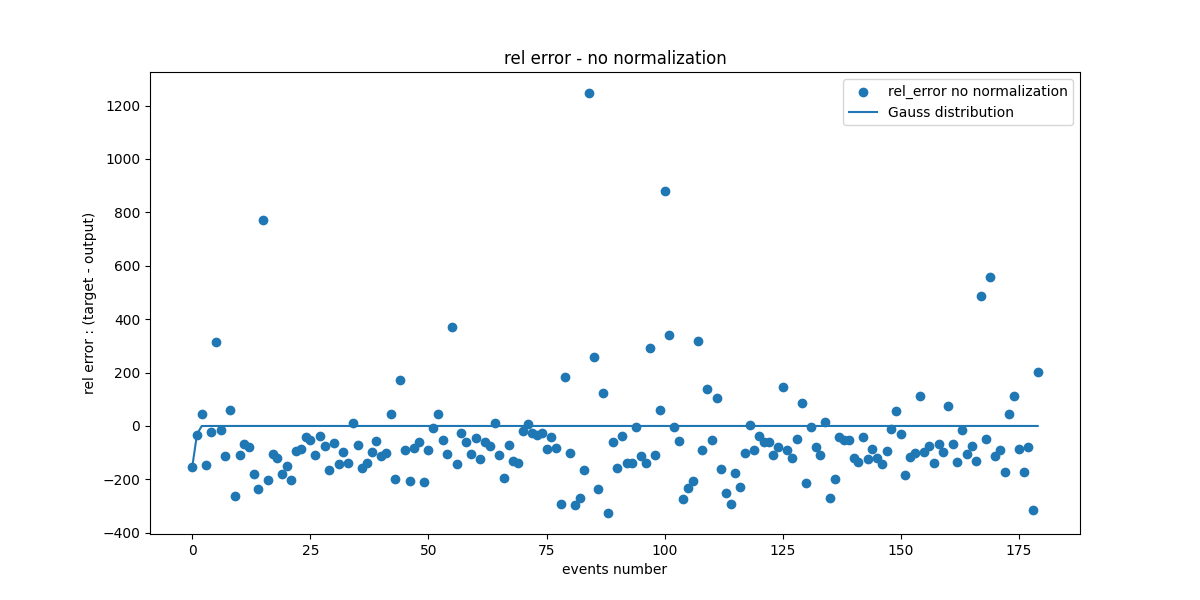 rel error - no normalization
rel_error no normalization
Gauss distribution
1200
1000
800
600
400
200
0
−200
−400
rel error : (target - output)
0 25 50 75 100 125 150 175
events number